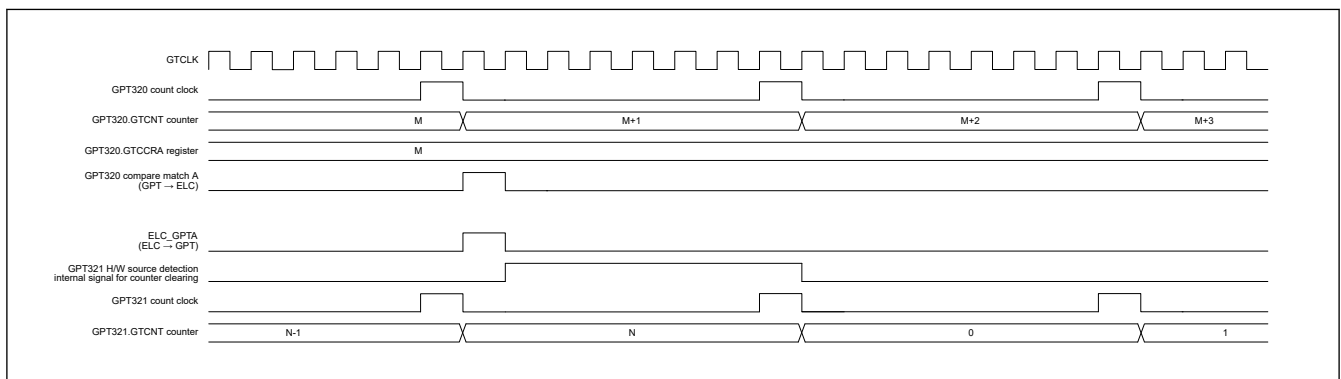 GTCLK
GPT320 count clock
GPT320.GTCNT counter
M
M+1
M+2
M+3
GPT320.GTCCRA register
M
GPT320 compare match A
(GPT → ELC)
ELC_GPTA
(ELC → GPT)
GPT321 H/W source detection
internal signal for counter clearing
GPT321 count clock
GPT321.GTCNT counter
N-1
N
0
1